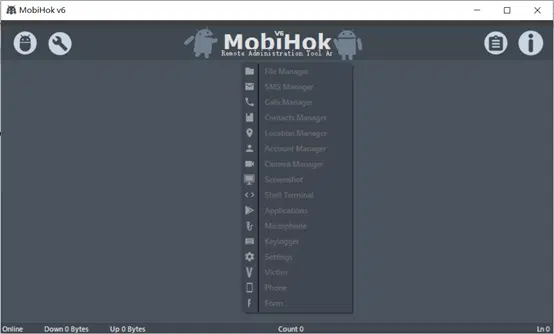 MobiHok v6
V6
MobiHok
Remote Administration Tool Ar
File Manager
SMS Manager
Calls Manager
Contacts Manager
Location Manager
Account Manager
Camera Manager
Screenshot
Shell Terminal
Applications
Microphone
Keylogger
Settings
Victim
Phone
F Form
Online Down 0 Bytes Up 0 Bytes Count 0 Ln 0